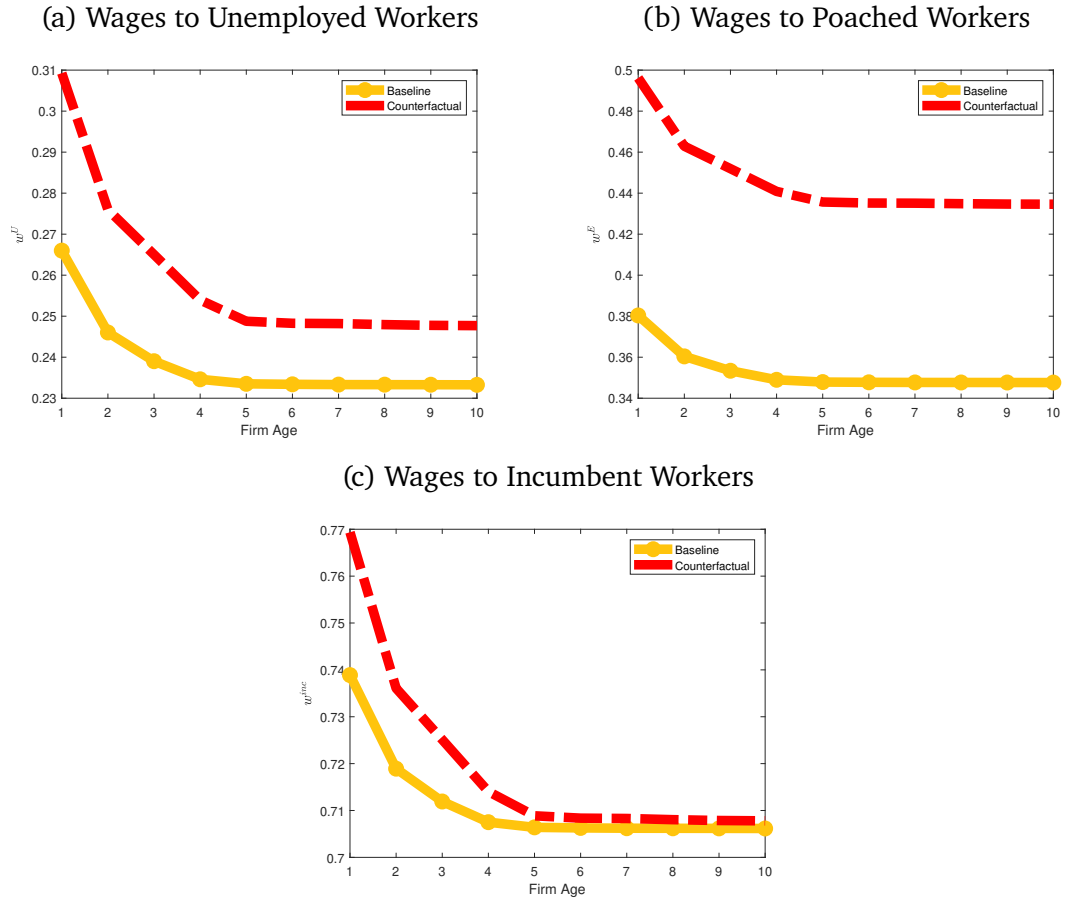 (a) Wages to Unemployed Workers
(b) Wages to Poached Workers
0.31
0.3
0.29
0.28
0.27
0.26
0.25
0.24
0.23
w^U
Baseline
Counterfactual
1 2 3 4 5 6 7 8 9 10
Firm Age
0.5
0.48
0.46
0.44
0.42
0.4
0.38
0.36
0.34
w^E
Baseline
Counterfactual
1 2 3 4 5 6 7 8 9 10
Firm Age
(c) Wages to Incumbent Workers
0.77
0.76
0.75
0.74
0.73
0.72
0.71
0.7
w^{inc}
Baseline
Counterfactual
1 2 3 4 5 6 7 8 9 10
Firm Age